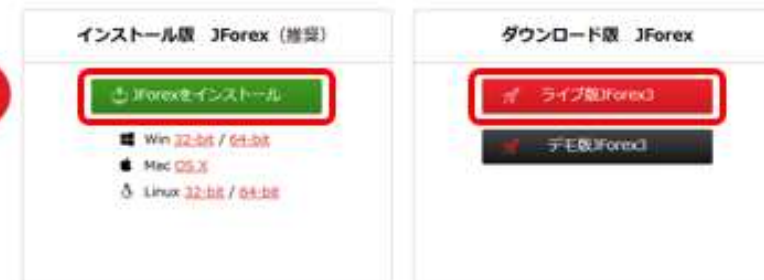 インストール版 JForex（推奨）
JForexをインストール
Win 32-bit / 64-bit
Mac OS X
Linux 32-bit / 64-bit
ダウンロード版 JForex
ライブ版JForex3
デモ版JForex3